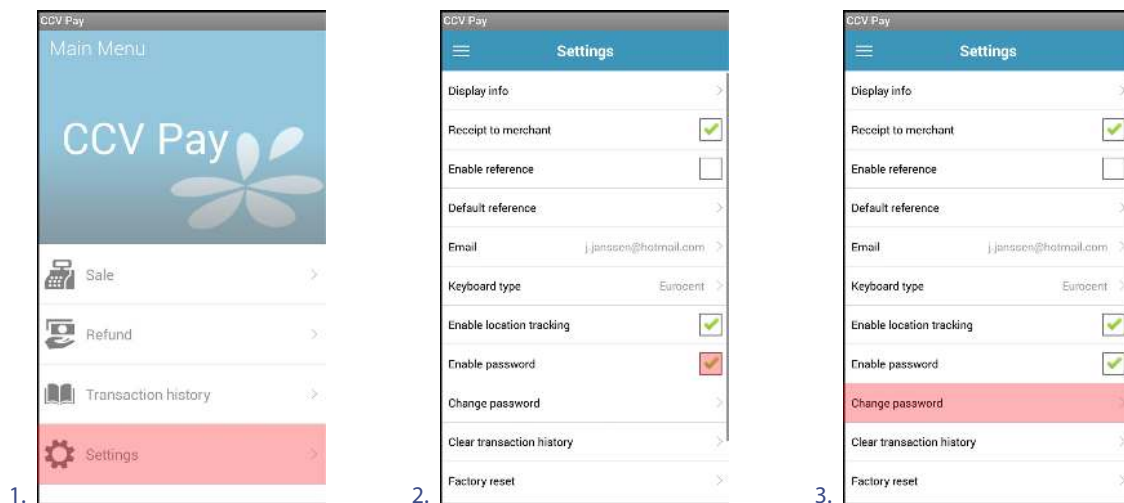 CCV Pay
Main Menu
CCV Pay
Sale
Refund
Transaction history
Settings
1.
CCV Pay
Settings
Display info
Receipt to merchant
Enable reference
Default reference
Email j.janssen@hotmail.com
Keyboard type Eurocent
Enable location tracking
Enable password
Change password
Clear transaction history
Factory reset
2.
CCV Pay
Settings
Display info
Receipt to merchant
Enable reference
Default reference
Email j.janssen@hotmail.com
Keyboard type Eurocent
Enable location tracking
Enable password
Change password
Clear transaction history
Factory reset
3.